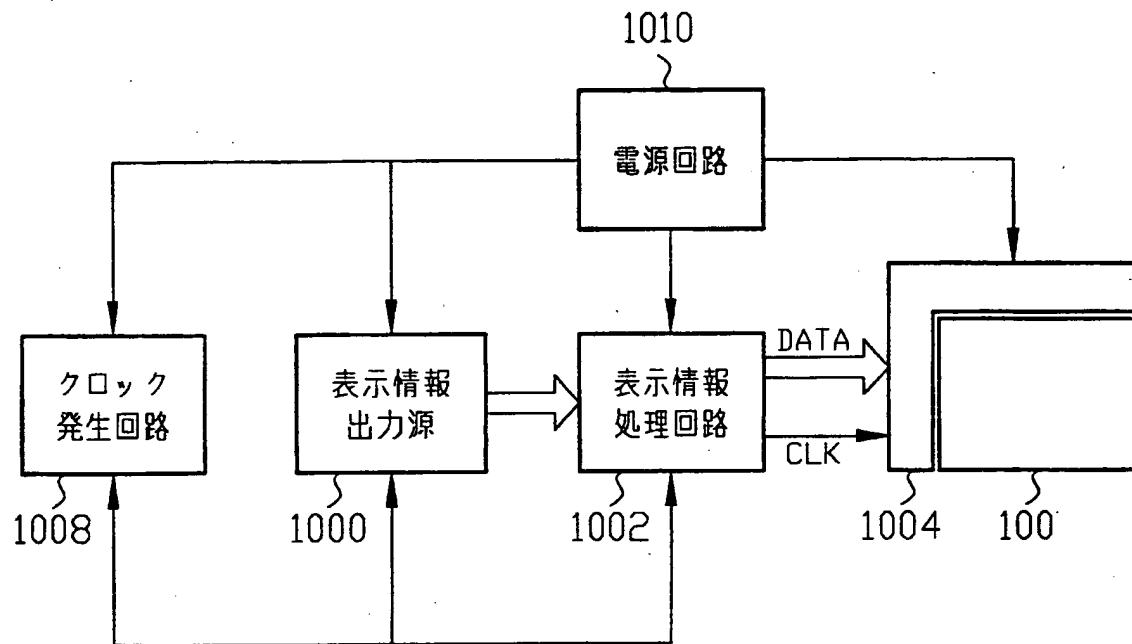 1010
電源回路
クロック
発生回路
1008
表示情報
出力源
1000
表示情報
処理回路
1002
DATA
CLK
1004
100